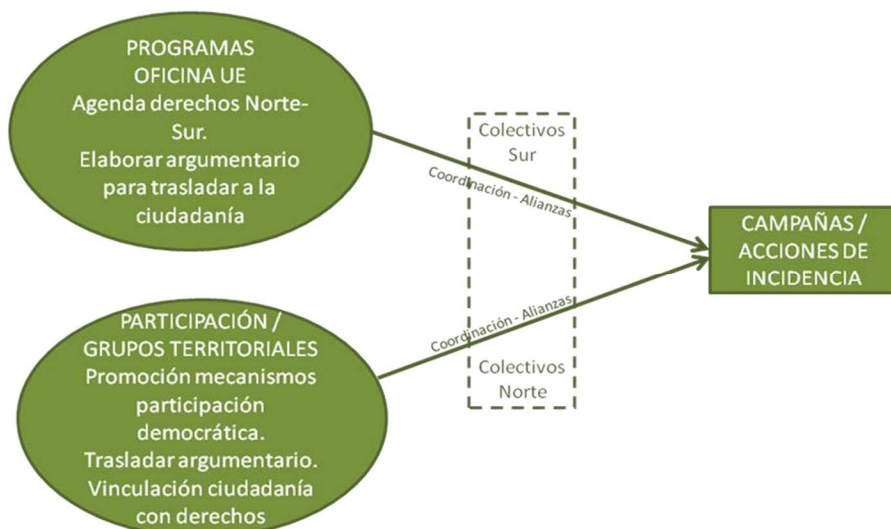 PROGRAMAS
OFICINA UE
Agenda derechos Norte-
Sur.
Elaborar argumentario
para trasladar a la
ciudadanía
Colectivos
Sur
Coordinación - Alianzas
CAMPAÑAS /
ACCIONES DE
INCIDENCIA
PARTICIPACIÓN /
GRUPOS TERRITORIALES
Promoción mecanismos
participación
democrática.
Trasladar argumentario.
Vinculación ciudadanía
con derechos
Coordinación - Alianzas
Colectivos
Norte